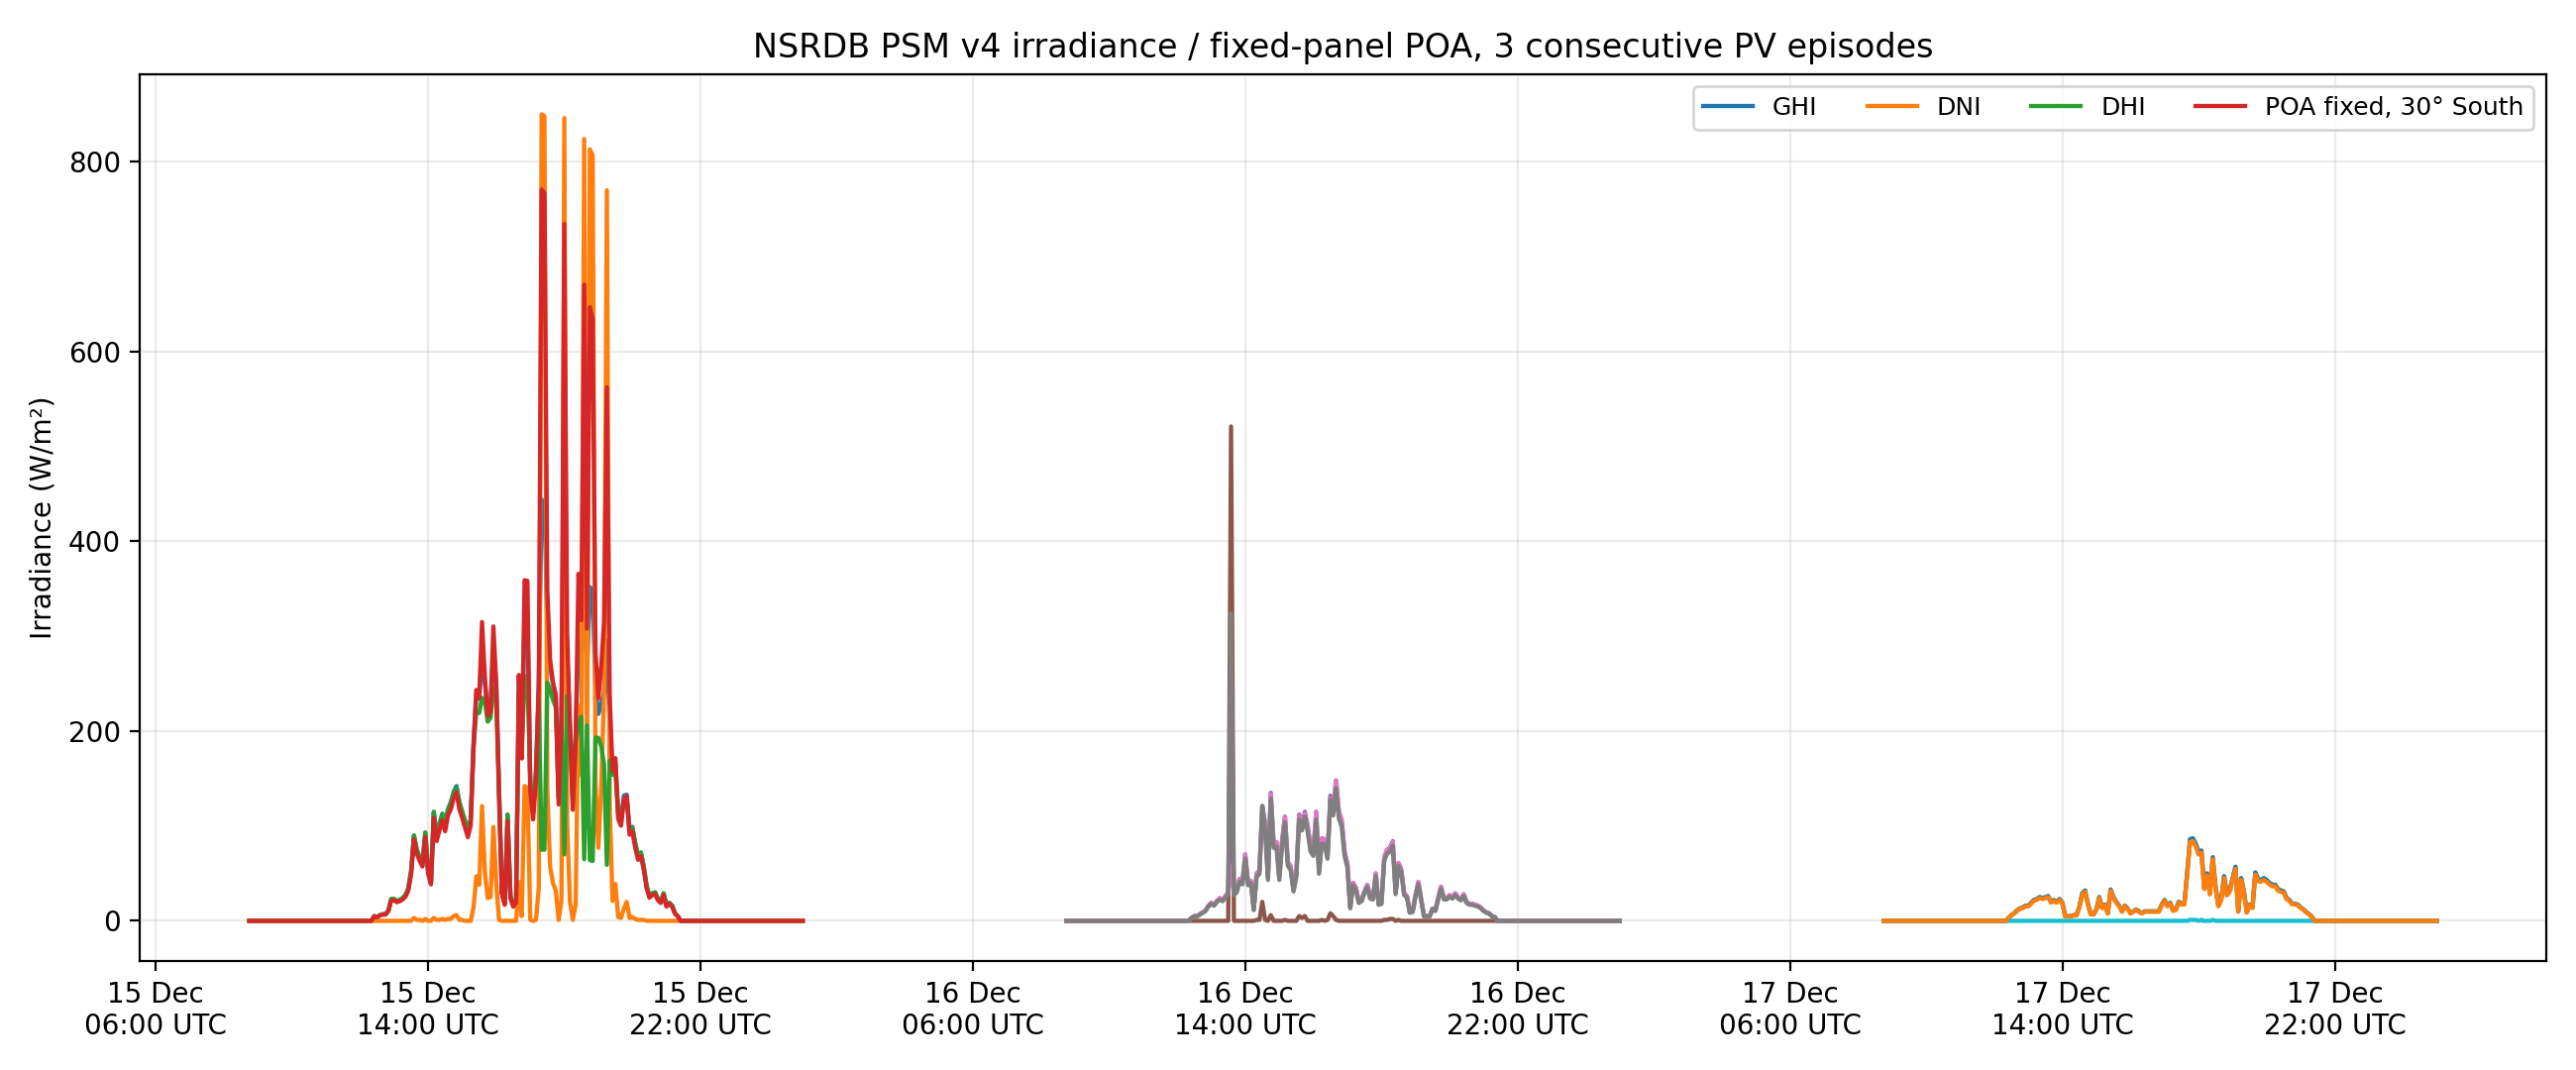 NSRDB PSM v4 irradiance / fixed-panel POA, 3 consecutive PV episodes
GHI DNI DHI POA fixed, 30° South
Irradiance (W/m²)
800
600
400
200
0
15 Dec 15 Dec 15 Dec 16 Dec 16 Dec 16 Dec 17 Dec 17 Dec 17 Dec
06:00 UTC 14:00 UTC 22:00 UTC 06:00 UTC 14:00 UTC 22:00 UTC 06:00 UTC 14:00 UTC 22:00 UTC